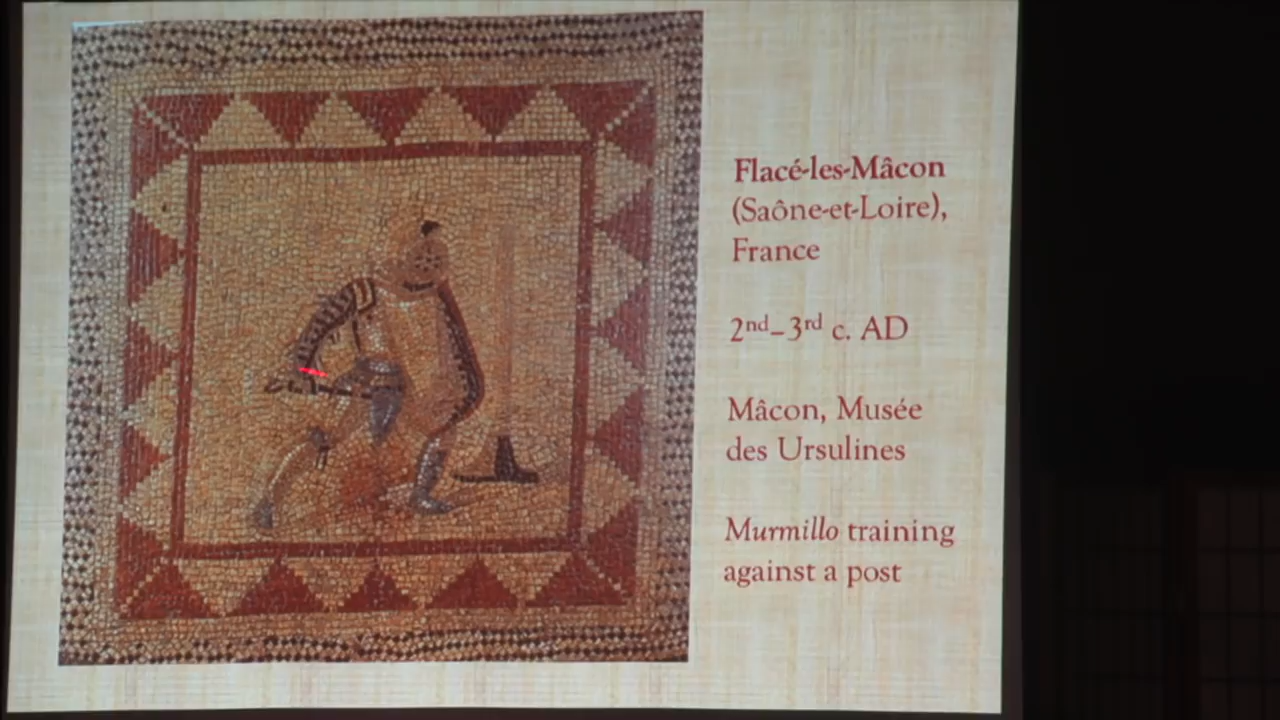 Flacé-les-Mâcon
(Saône-et-Loire),
France
2nd–3rd c. AD
Mâcon, Musée
des Ursulines
Murmillo training
against a post